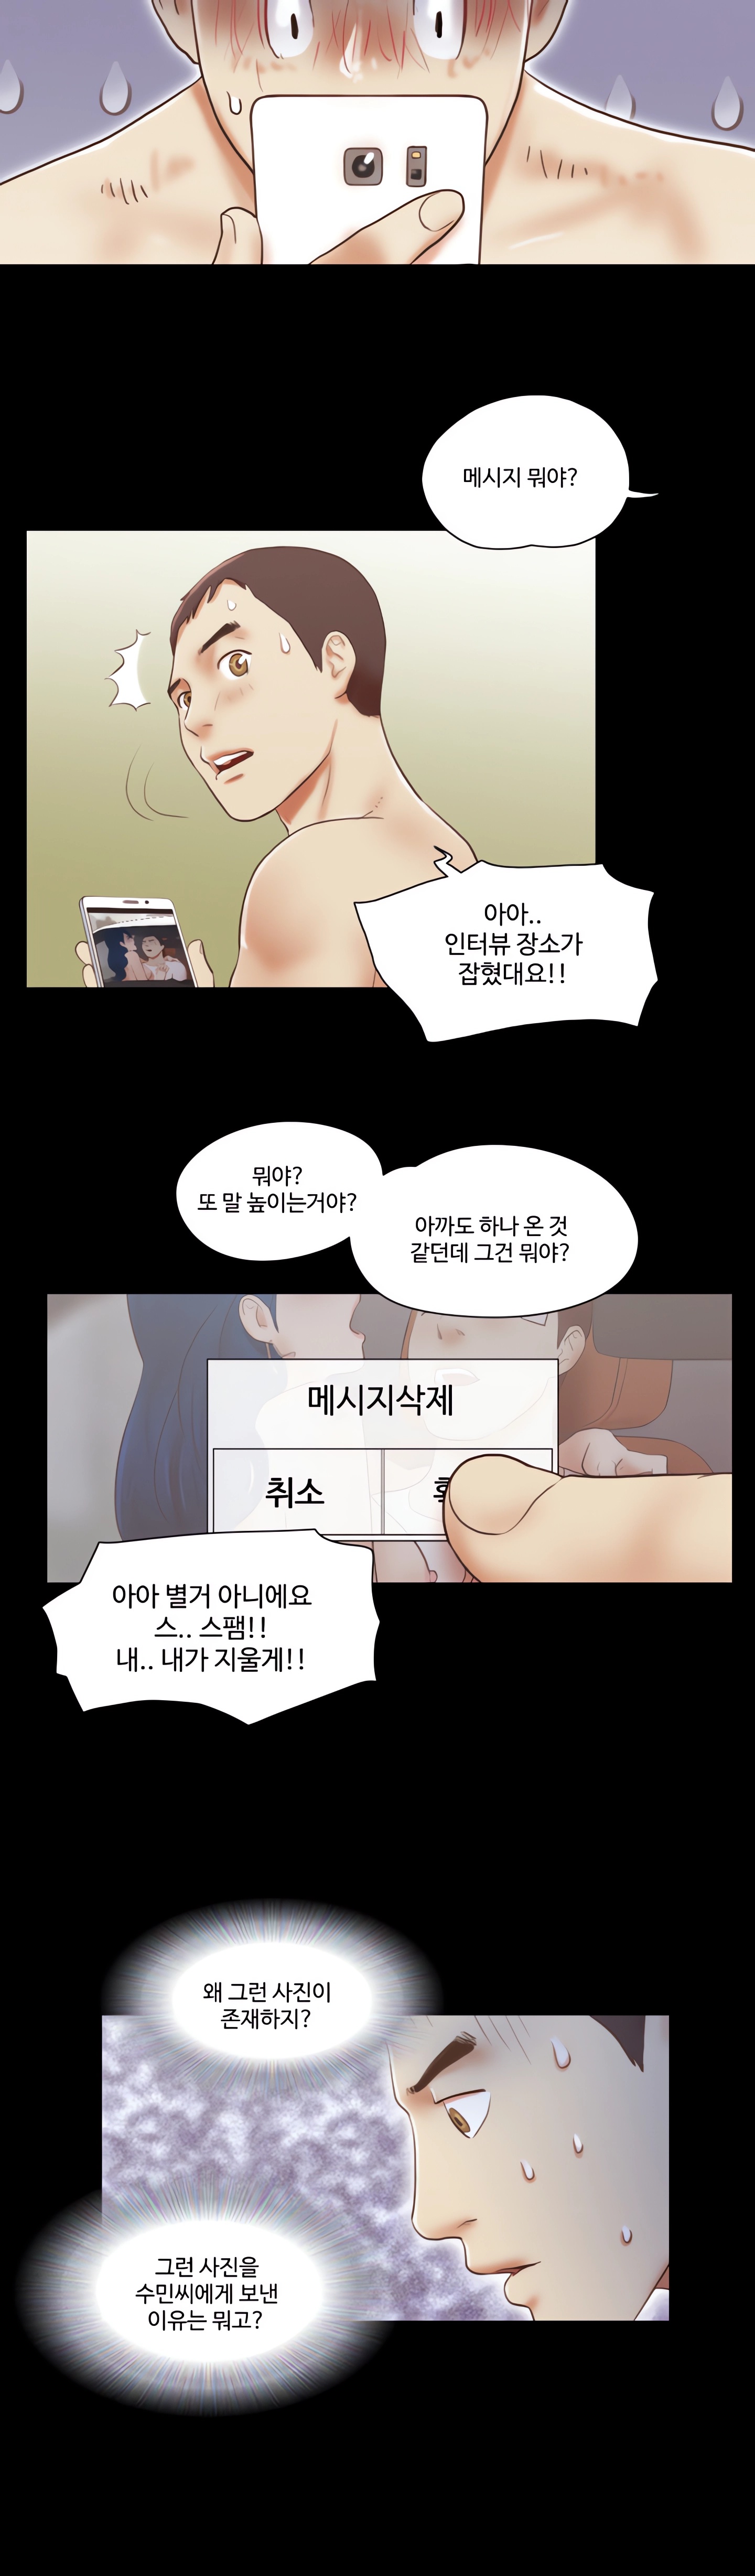 메시지 뭐야?
아아..
인터뷰 장소가
잡혔대요!!
뭐야?
또 말 높이는거야?
아까도 하나 온 것
같던데 그건 뭐야?
메시지삭제
취소
아아 별거 아니에요
스.. 스팸!!
내.. 내가 지울게!!
왜 그런 사진이
존재하지?
그런 사진을
수민씨에게 보낸
이유는 뭐고?